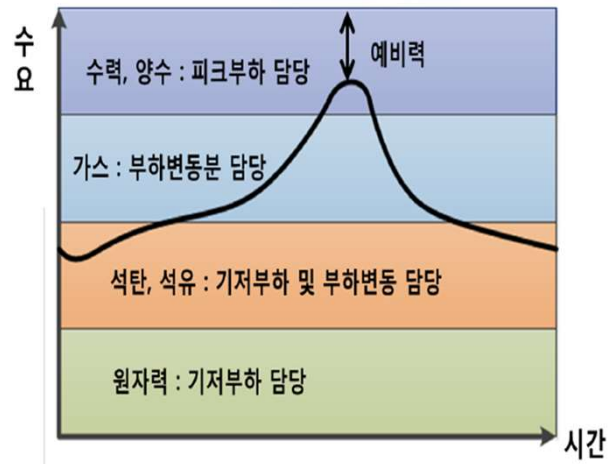 수요
예비력
수력, 양수 : 피크부하 담당
가스 : 부하변동분 담당
석탄, 석유 : 기저부하 및 부하변동 담당
원자력 : 기저부하 담당
시간